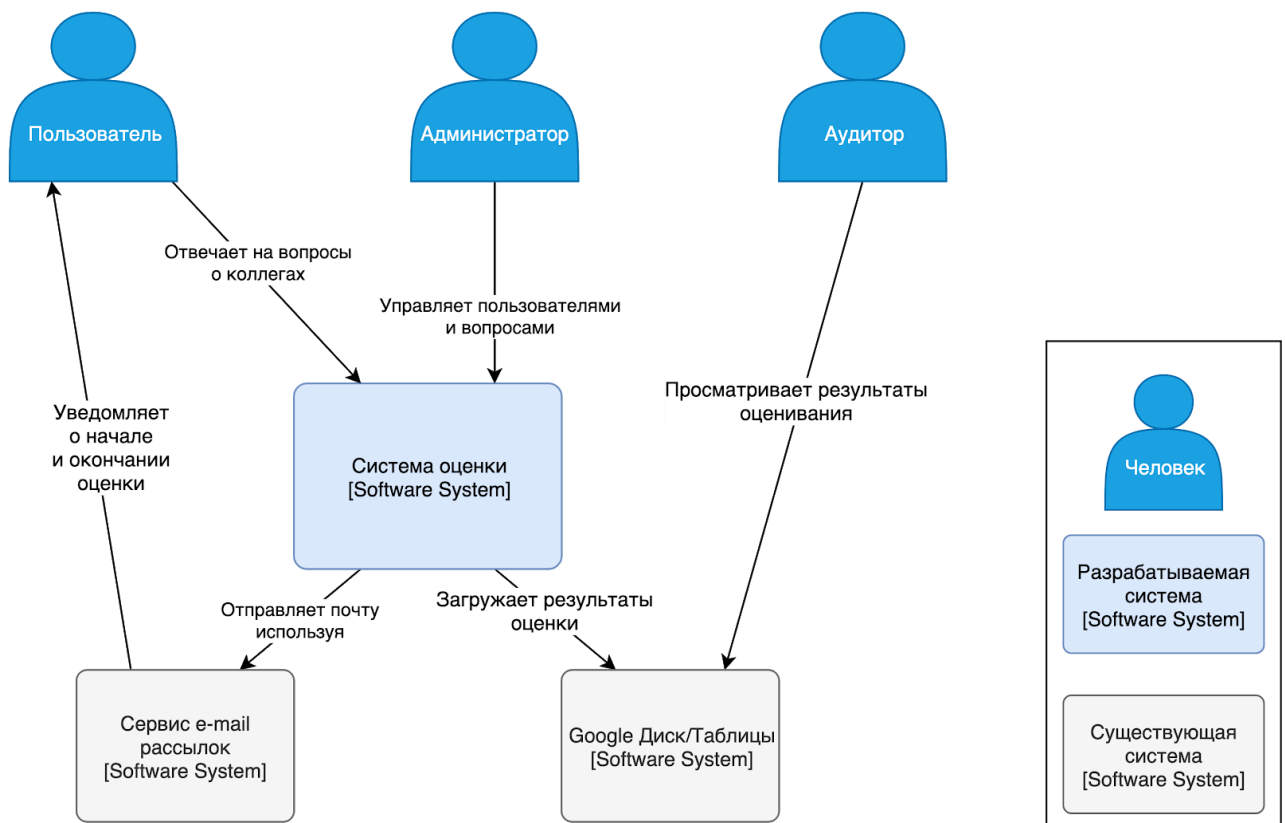 Пользователь
Администратор
Аудитор
Отвечает на вопросы
о коллегах
Управляет пользователями
и вопросами
Просматривает результаты
оценивания
Уведомляет
о начале
и окончании
оценки
Система оценки
[Software System]
Отправляет почту
используя
Загружает результаты
оценки
Сервис e-mail
рассылок
[Software System]
Google Диск/Таблицы
[Software System]
Человек
Разрабатываемая
система
[Software System]
Существующая
система
[Software System]